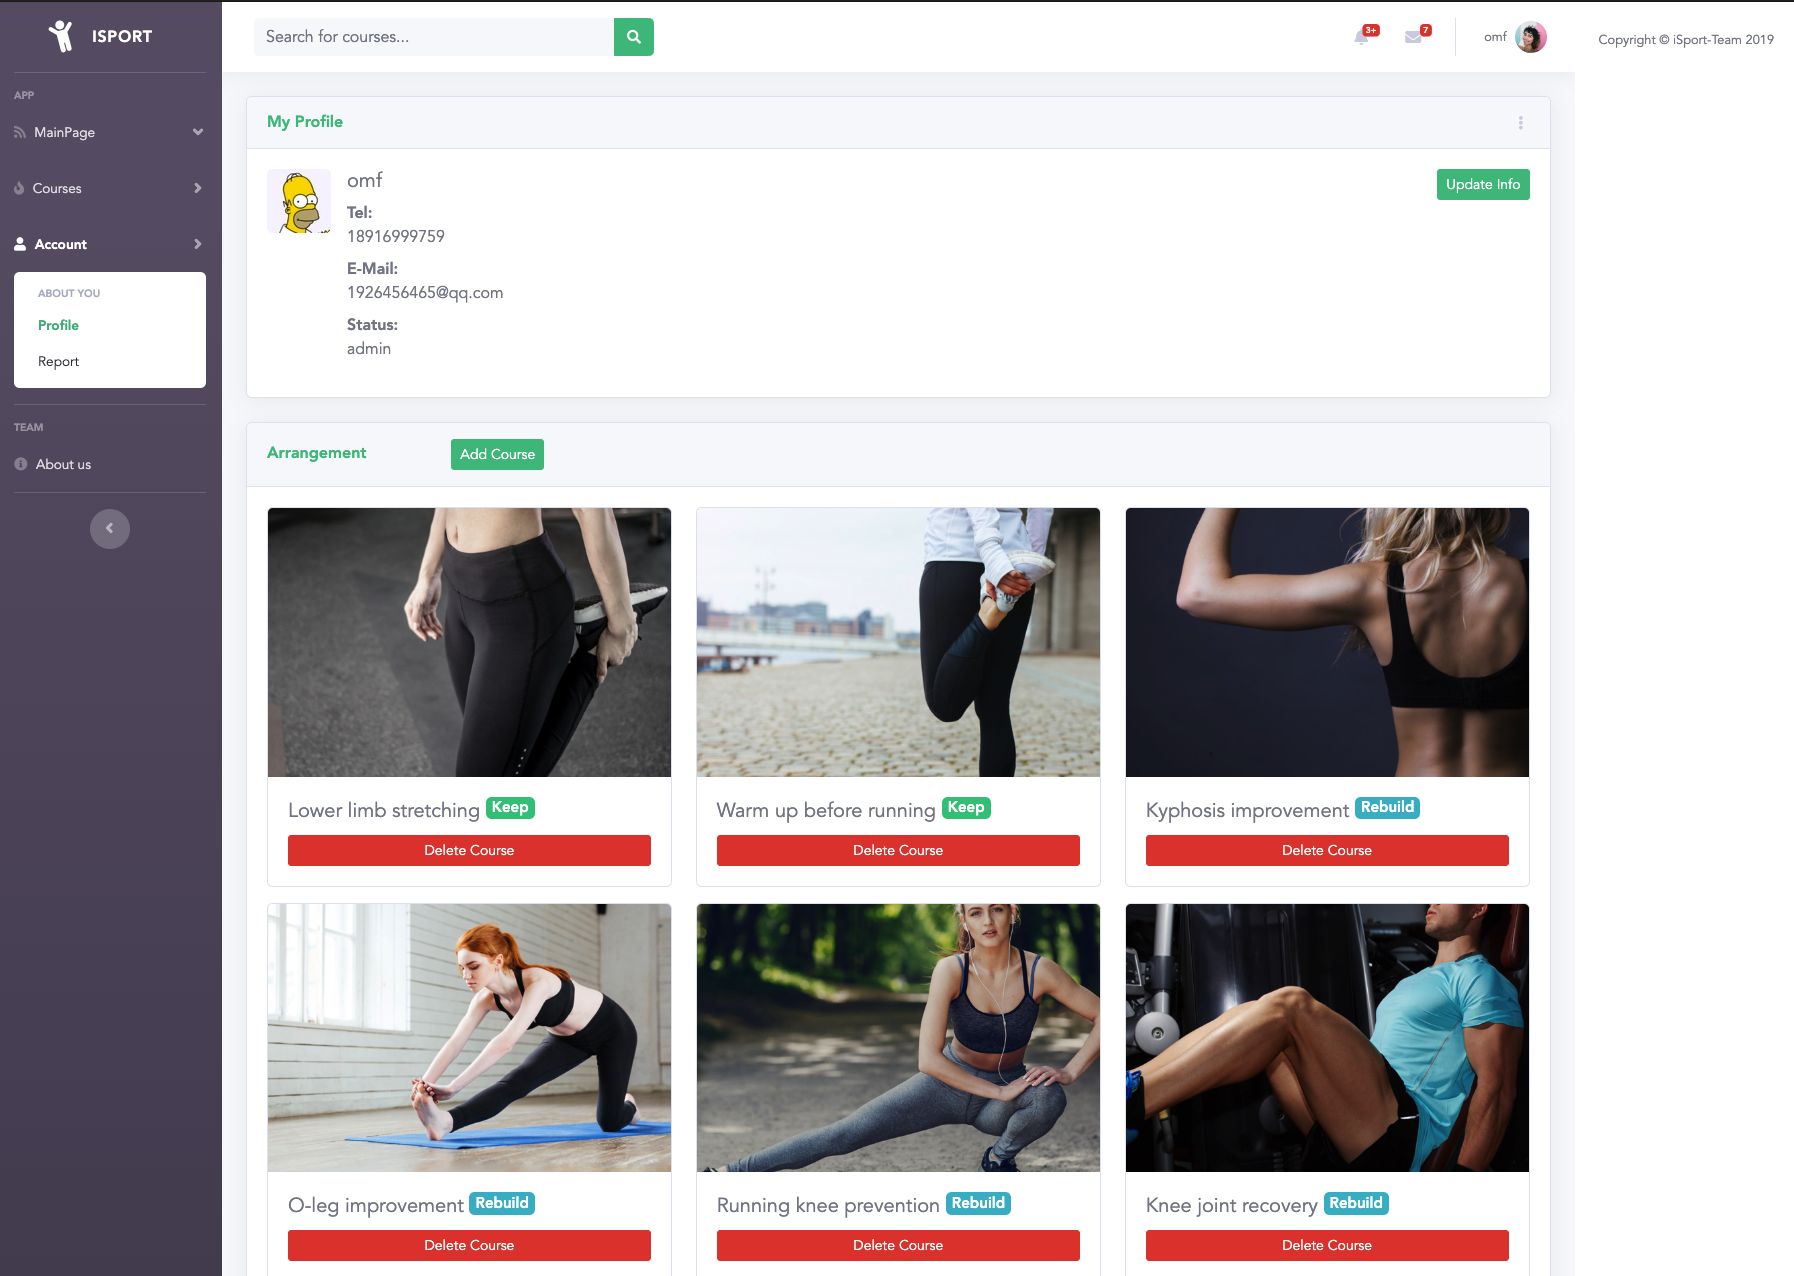 ISPORT
APP
MainPage
Courses
Account
ABOUT YOU
Profile
Report
TEAM
About us
Search for courses...
3+
7
omf
Copyright © iSport-Team 2019
My Profile
omf
Update Info
Tel:
18916999759
E-Mail:
1926456465@qq.com
Status:
admin
Arrangement
Add Course
Lower limb stretching Keep
Delete Course
Warm up before running Keep
Delete Course
Kyphosis improvement Rebuild
Delete Course
O-leg improvement Rebuild
Delete Course
Running knee prevention Rebuild
Delete Course
Knee joint recovery Rebuild
Delete Course